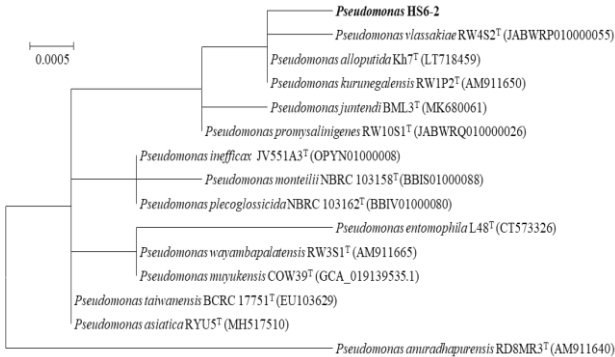 Pseudomonas HS6-2
Pseudomonas vlassakiae RW4S2ᵀ (JABWRP010000055)
0.0005
Pseudomonas alloputida Kh7ᵀ (LT718459)
Pseudomonas kurunegalensis RW1P2ᵀ (AM911650)
Pseudomonas juntendi BML3ᵀ (MK680061)
Pseudomonas promysalinigenes RW10S1ᵀ (JABWRQ010000026)
Pseudomonas inefficax JV551A3ᵀ (OPYN01000008)
Pseudomonas monteilii NBRC 103158ᵀ (BBIS01000088)
Pseudomonas plecoglossicida NBRC 103162ᵀ (BBIV01000080)
Pseudomonas entomophila L48ᵀ (CT573326)
Pseudomonas wayambapalatensis RW3S1ᵀ (AM911665)
Pseudomonas muyukensis COW39ᵀ (GCA_019139535.1)
Pseudomonas taiwanensis BCRC 17751ᵀ (EU103629)
Pseudomonas asiatica RYU5ᵀ (MH517510)
Pseudomonas anuradhapurensis RD8MR3ᵀ (AM911640)